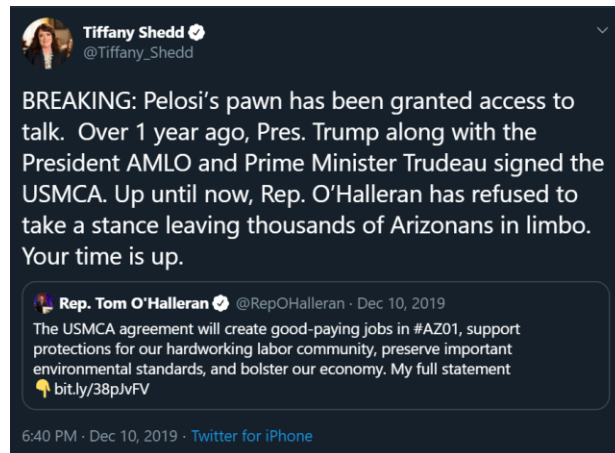 Tiffany Shedd
@Tiffany_Shedd
BREAKING: Pelosi's pawn has been granted access to
talk.  Over 1 year ago, Pres. Trump along with the
President AMLO and Prime Minister Trudeau signed the
USMCA. Up until now, Rep. O'Halleran has refused to
take a stance leaving thousands of Arizonans in limbo.
Your time is up.
Rep. Tom O'Halleran @RepOHalleran · Dec 10, 2019
The USMCA agreement will create good-paying jobs in #AZ01, support
protections for our hardworking labor community, preserve important
environmental standards, and bolster our economy. My full statement
👇 bit.ly/38pJvFV
6:40 PM · Dec 10, 2019 · Twitter for iPhone